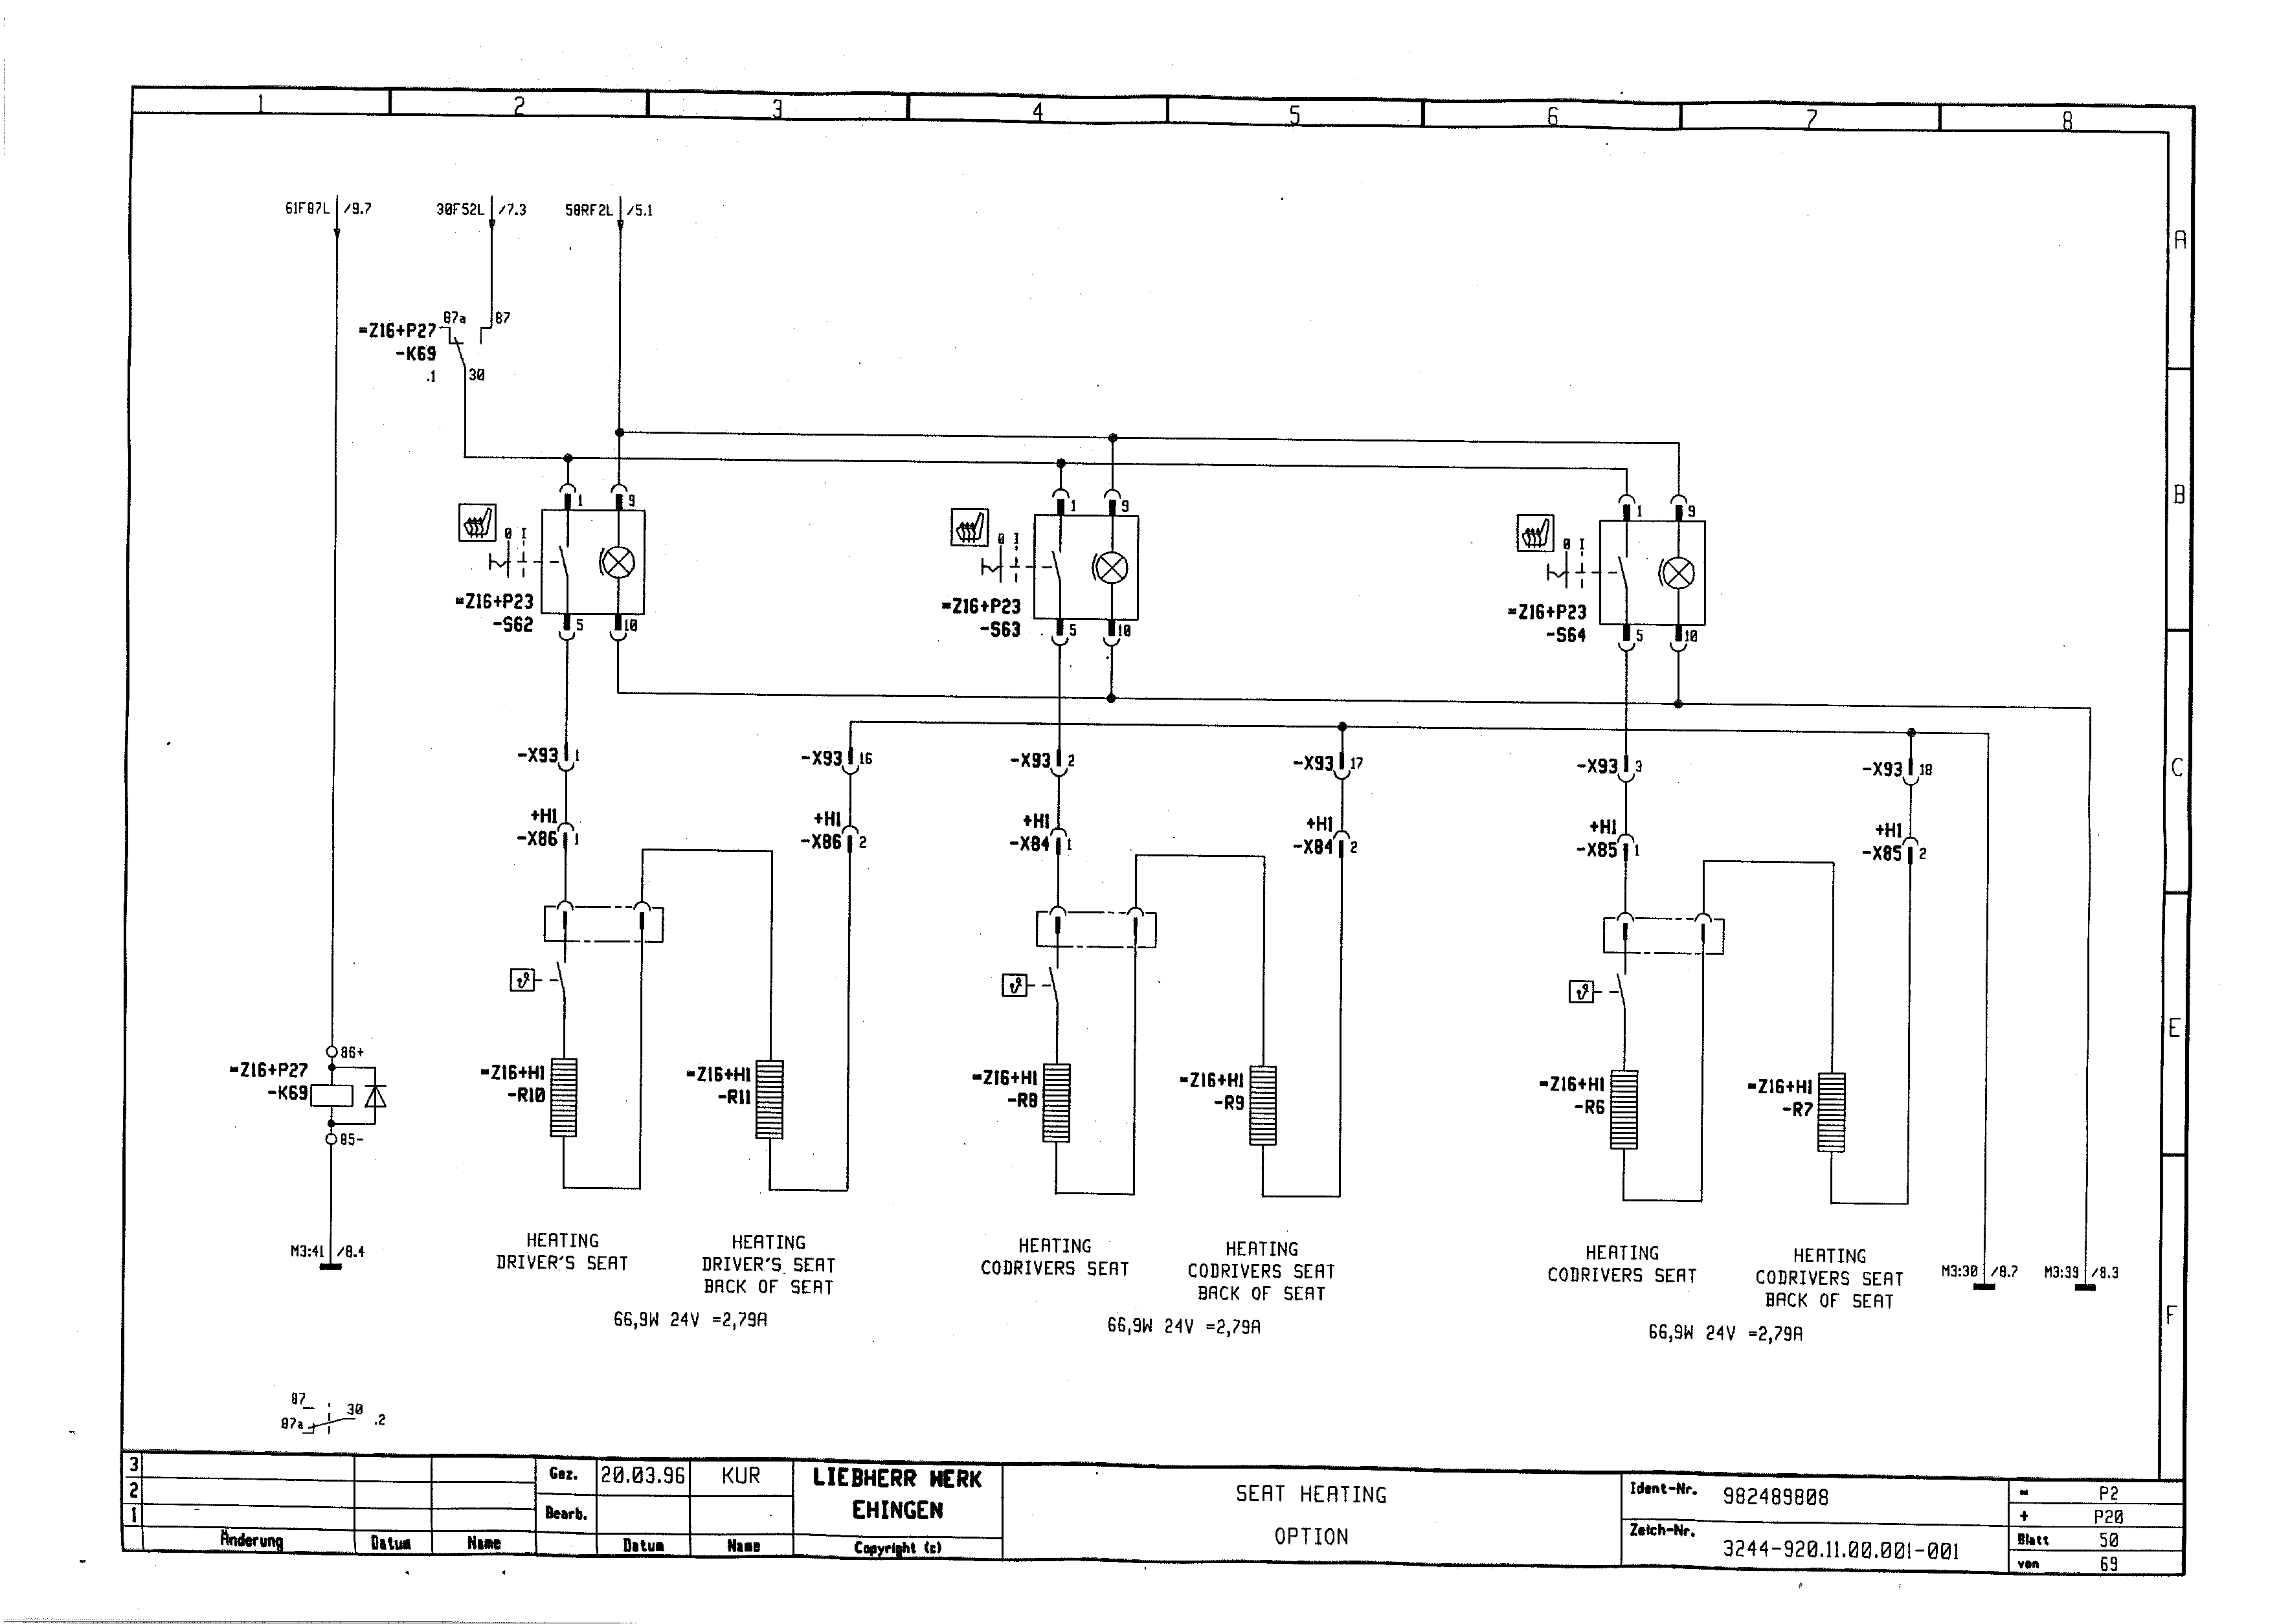 1 2 3 4 5 6 7 8
A
B
C
E
F
61F87L /9.7
30F52L /7.3
58RF2L /5.1
=Z16+P27
-K69
.1
87a
87
30
1
9
0 I
=Z16+P23
-S62
5
10
1
9
0 I
=Z16+P23
-S63
5
10
1
9
0 I
=Z16+P23
-S64
5
10
-X93 1
-X93 16
-X93 2
-X93 17
-X93 3
-X93 18
+H1
-X86 1
+H1
-X86 2
+H1
-X84 1
+H1
-X84 2
+H1
-X85 1
+H1
-X85 2
ϑ
ϑ
ϑ
86+
=Z16+P27
-K69
85-
=Z16+H1
-R10
=Z16+H1
-R11
=Z16+H1
-R8
=Z16+H1
-R9
=Z16+H1
-R6
=Z16+H1
-R7
M3:41 /8.4
HEATING
DRIVER'S SEAT
HEATING
DRIVER'S SEAT
BACK OF SEAT
66,9W 24V =2,79A
HEATING
CODRIVERS SEAT
HEATING
CODRIVERS SEAT
BACK OF SEAT
66,9W 24V =2,79A
HEATING
CODRIVERS SEAT
HEATING
CODRIVERS SEAT
BACK OF SEAT
66,9W 24V =2,79A
M3:30 /8.7
M3:39 /8.3
87
87a
30
.2
3
2
1
Änderung
Datum
Name
Gez. 20.03.96 KUR
Bearb.
Datum
Name
LIEBHERR WERK
EHINGEN
Copyright (c)
SEAT HEATING
OPTION
Ident-Nr. 982489808
Zeich-Nr. 3244-920.11.00.001-001
= P2
+ P20
Blatt 50
von 69